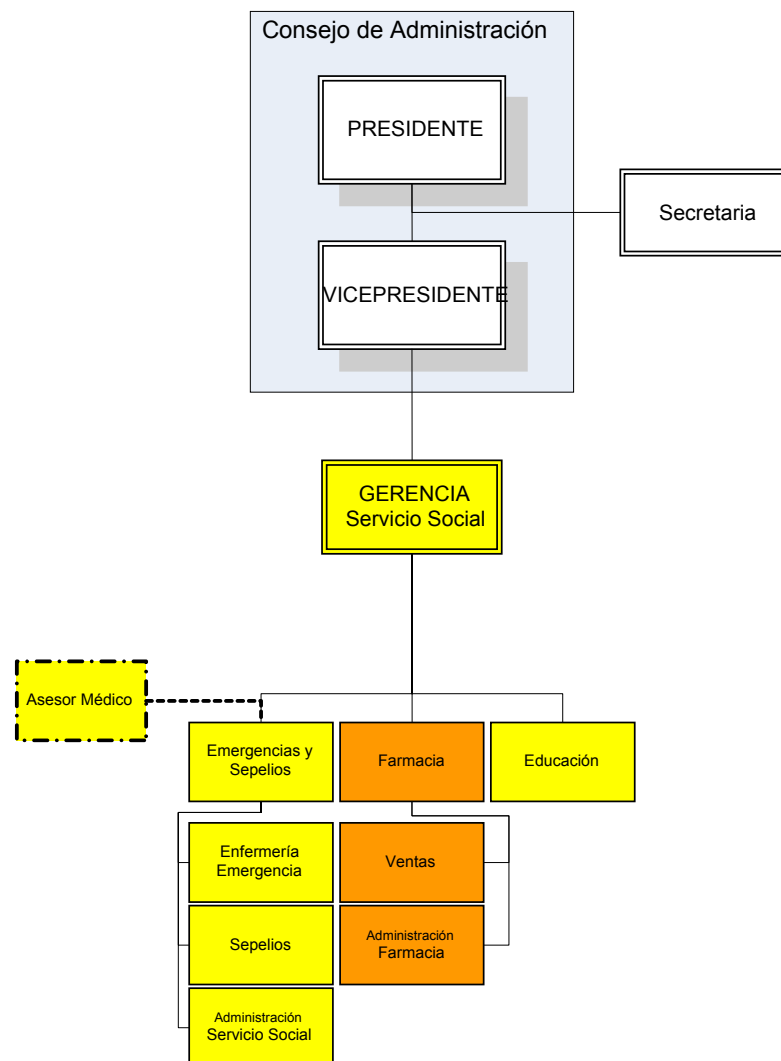 Consejo de Administración
PRESIDENTE
Secretaria
VICEPRESIDENTE
GERENCIA
Servicio Social
Asesor Médico
Emergencias y
Sepelios
Farmacia
Educación
Enfermería
Emergencia
Ventas
Sepelios
Administración
Farmacia
Administración
Servicio Social